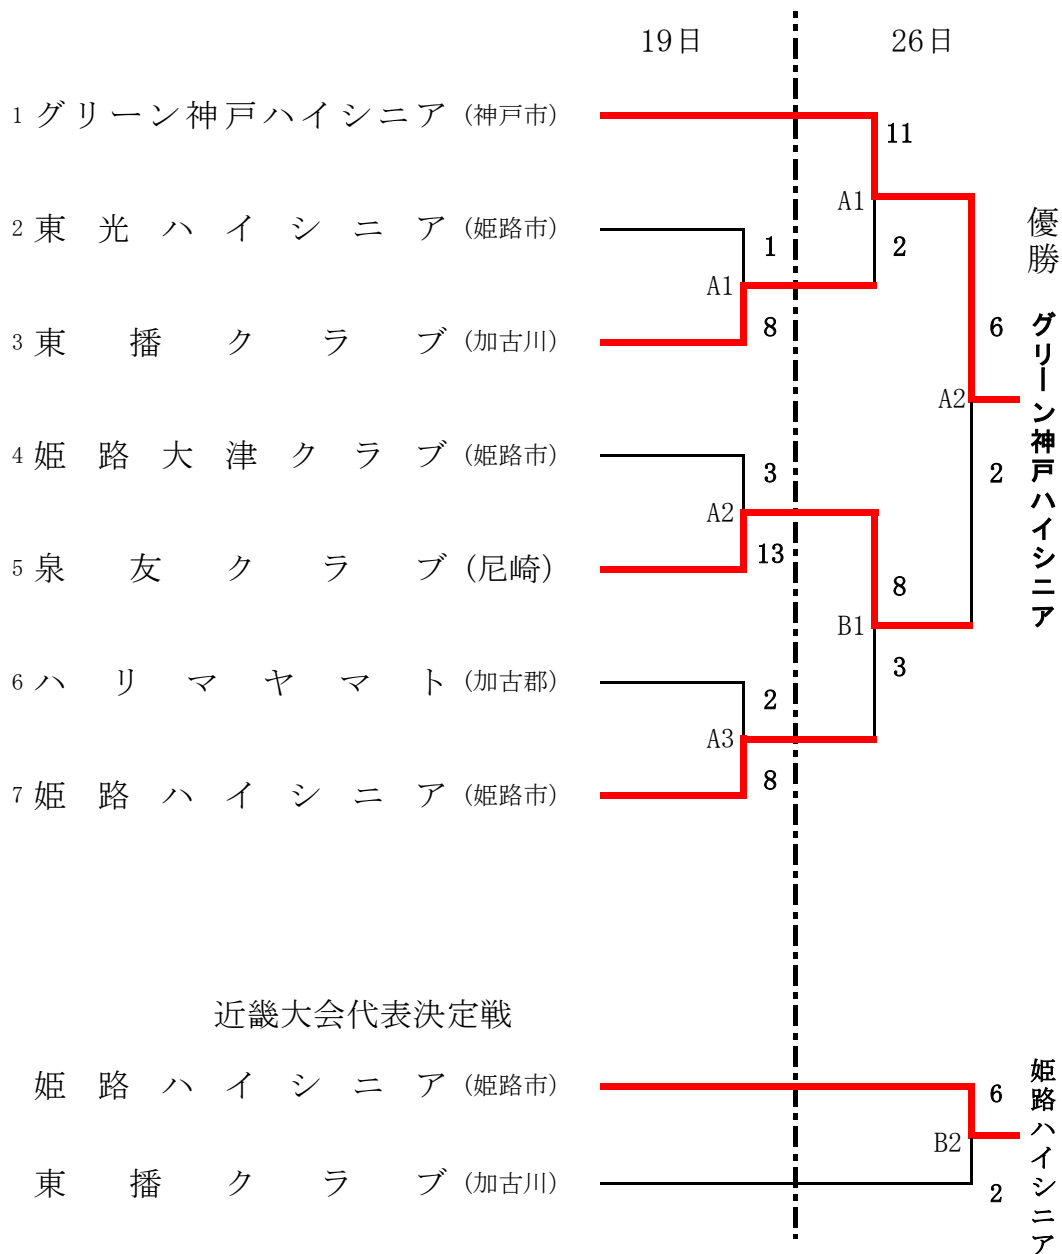 19日 26日
1 グリーン神戸ハイシニア (神戸市)
11
A1
2 東光ハイシニア (姫路市)
1
2
A1
8
3 東播クラブ (加古川)
優勝
グリーン神戸ハイシニア
6
A2
2
4 姫路大津クラブ (姫路市)
3
A2
13
5 泉友クラブ (尼崎)
8
B1
3
6 ハリマヤマト (加古郡)
2
A3
8
7 姫路ハイシニア (姫路市)
近畿大会代表決定戦
姫路ハイシニア (姫路市)
6
B2
2
東播クラブ (加古川)
姫路ハイシニア